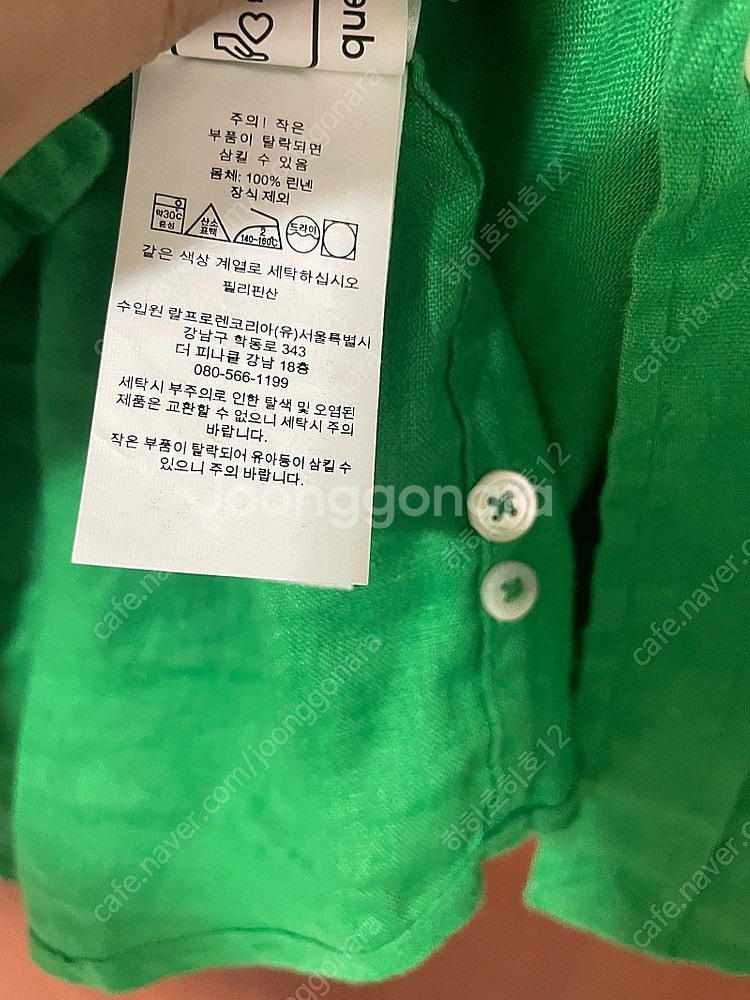 enb
주의! 작은
부품이 탈락되면
삼킬 수 있음
몸체: 100% 린넨
장식 제외
약30℃
중성
산소
표백
2
140~160℃
드라이
같은 색상 계열로 세탁하십시오
필리핀산
수입원 랄프로렌코리아(유)서울특별시
강남구 학동로 343
더 피나클 강남 18층
080-566-1199
세탁시 부주의로 인한 탈색 및 오염된
제품은 교환할 수 없으니 세탁시 주의
바랍니다.
작은 부품이 탈락되어 유아등이 삼킬 수
있으니 주의 바랍니다.
joonggonara
cafe.naver.com/joonggonara
하히호히호12